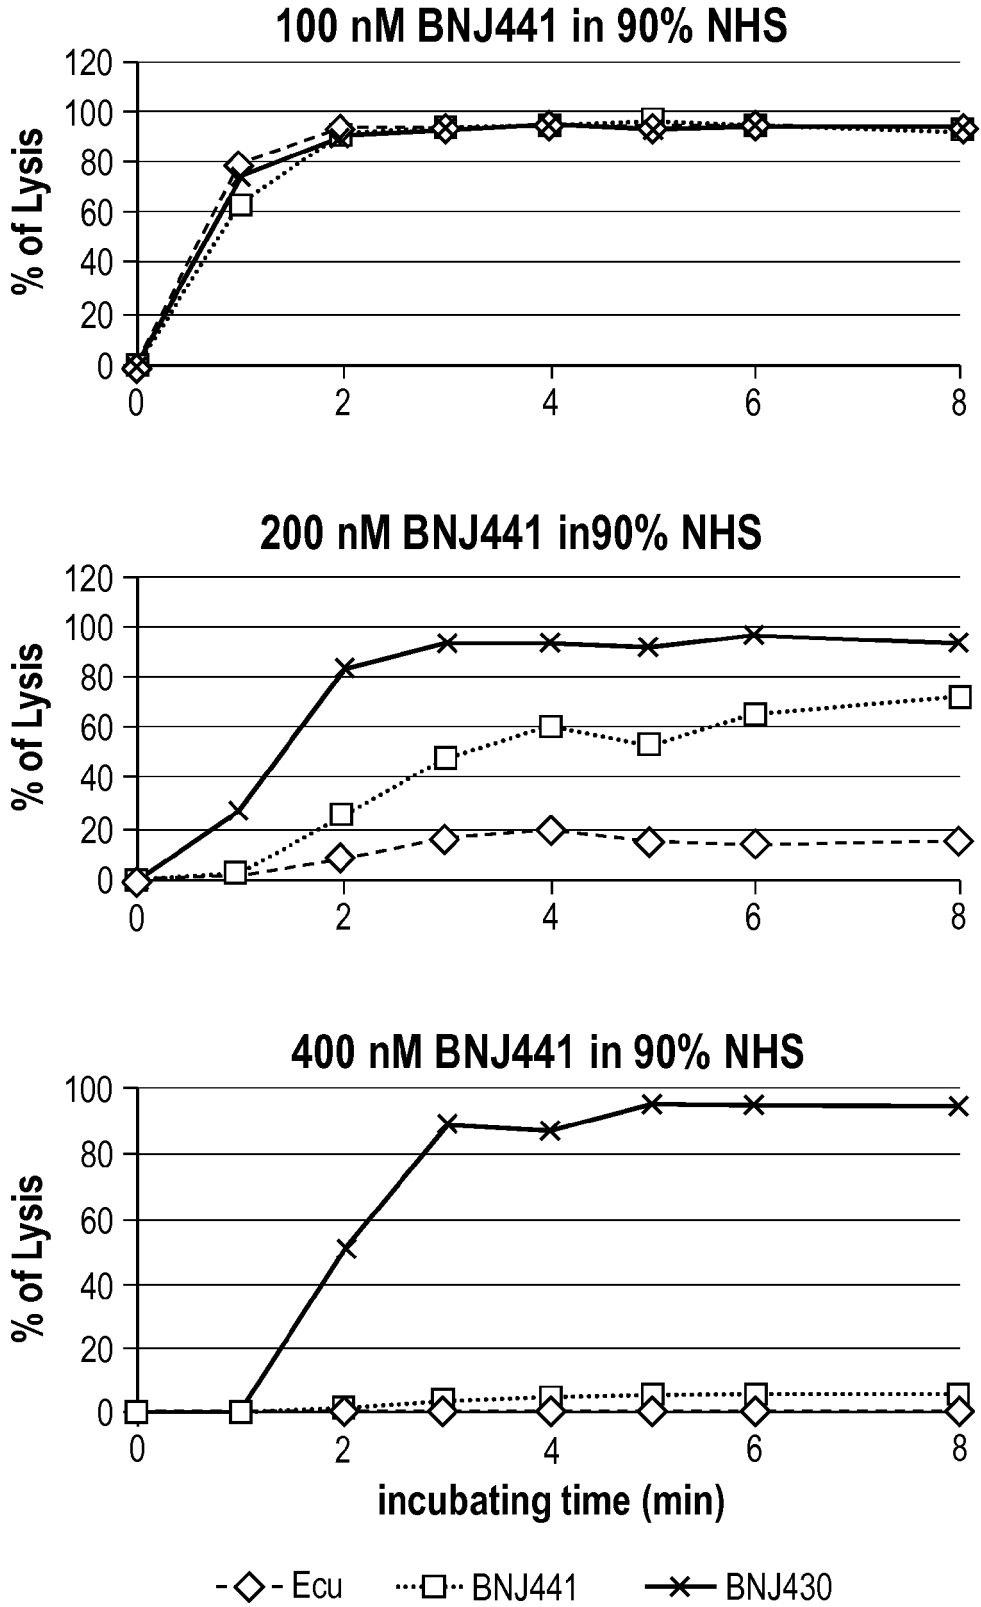 100 nM BNJ441 in 90% NHS
120
100
80
60
40
20
0
% of Lysis
0 2 4 6 8
200 nM BNJ441 in90% NHS
120
100
80
60
40
20
0
% of Lysis
0 2 4 6 8
400 nM BNJ441 in 90% NHS
100
80
60
40
20
0
% of Lysis
0 2 4 6 8
incubating time (min)
Ecu BNJ441 BNJ430